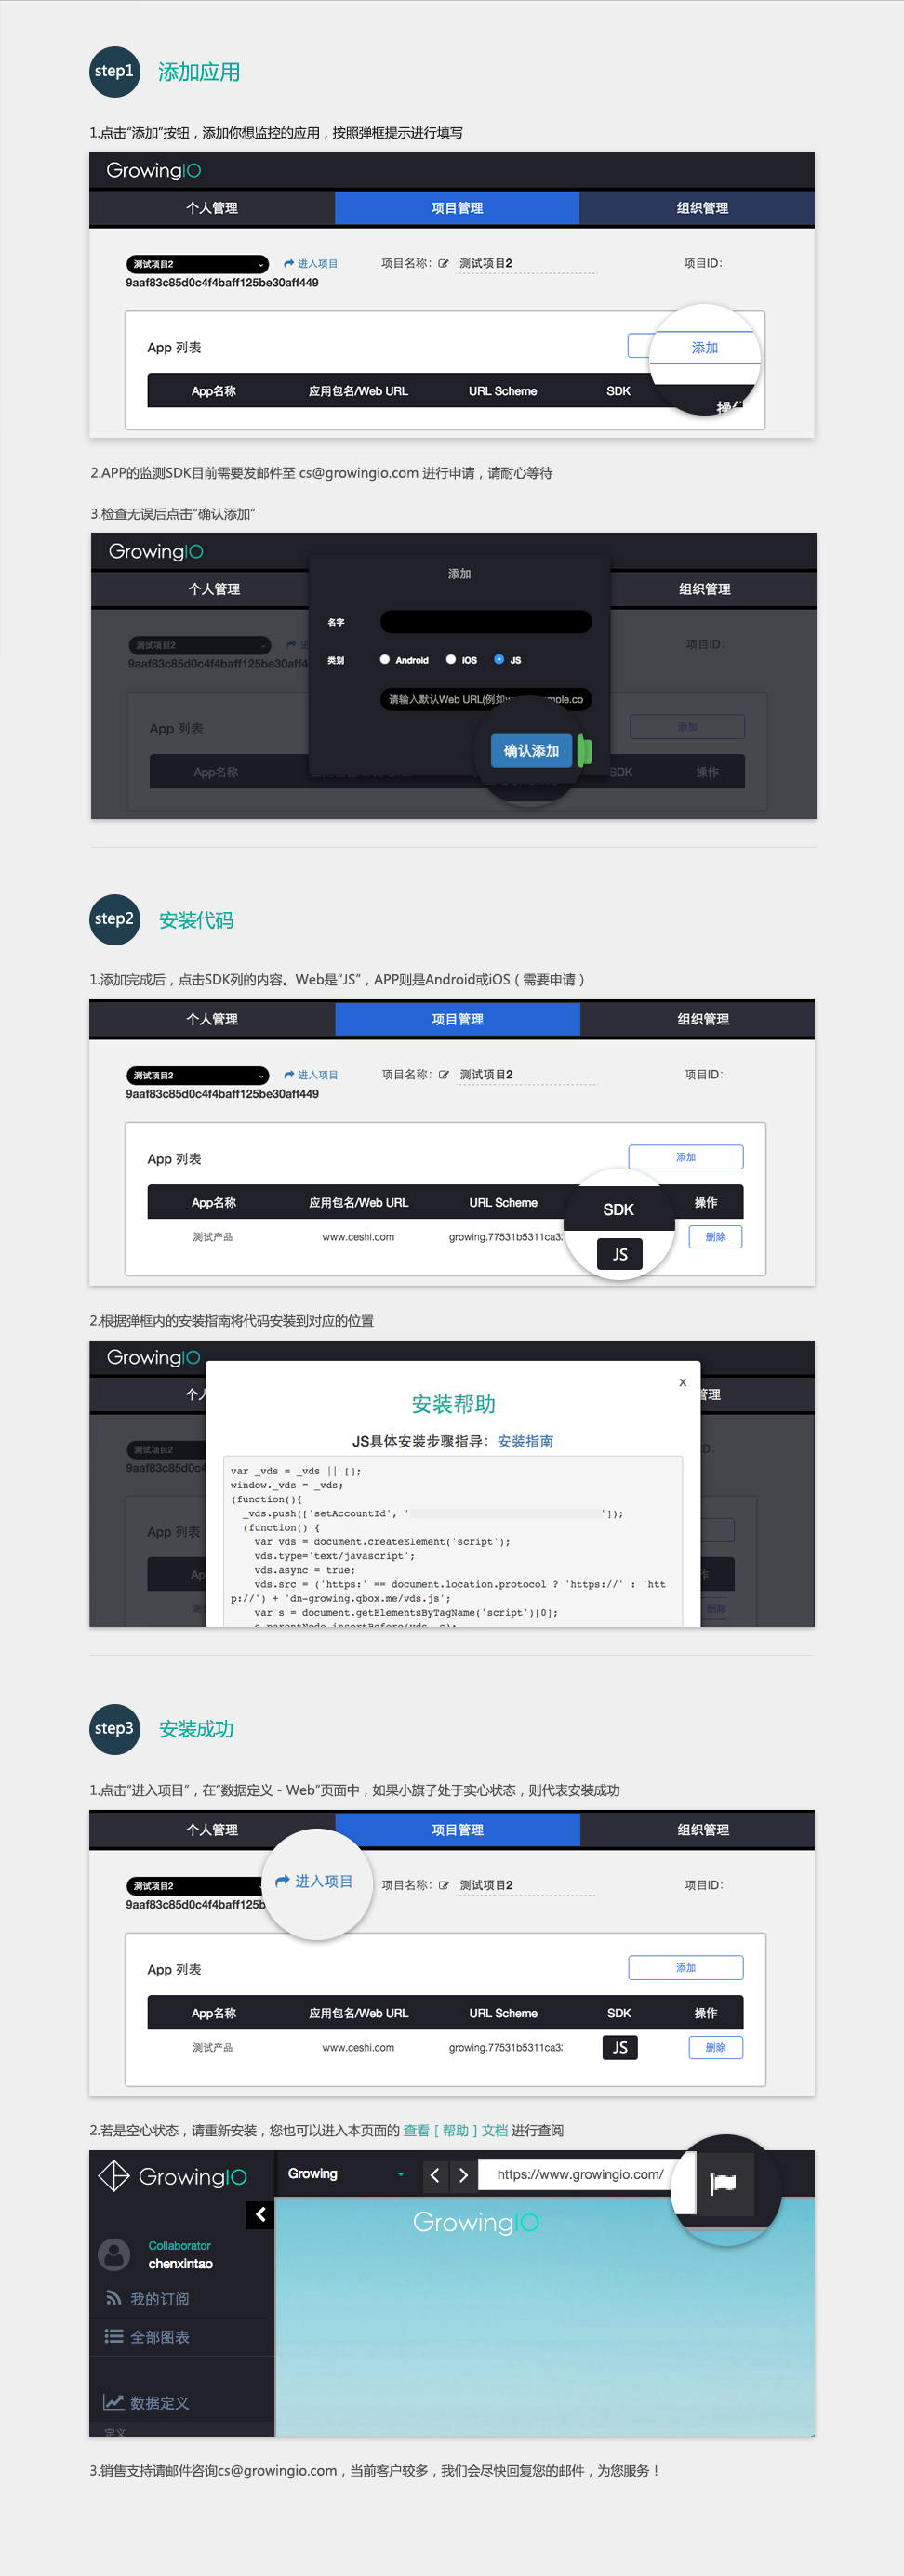 step1 添加应用
1.点击“添加”按钮，添加你想监控的应用，按照弹框提示进行填写
GrowingIO
个人管理 项目管理 组织管理
测试项目2 进入项目 项目名称： 测试项目2 项目ID：
9aaf83c85d0c4f4baff125be30aff449
App 列表 添加
App名称 应用包名/Web URL URL Scheme SDK 操作
2.APP的监测SDK目前需要发邮件至 cs@growingio.com 进行申请，请耐心等待
3.检查无误后点击“确认添加”
GrowingIO
添加
个人管理 组织管理
名字
测试项目2 项目ID：
类别 Android IOS JS
9aaf83c85d0c4f4baff125be30aff4
请输入默认Web URL(例如www.example.co
App 列表 添加
确认添加
App名称 SDK 操作
step2 安装代码
1.添加完成后，点击SDK列的内容。Web是“JS”，APP则是Android或iOS（需要申请）
个人管理 项目管理 组织管理
测试项目2 进入项目 项目名称： 测试项目2 项目ID：
9aaf83c85d0c4f4baff125be30aff449
App 列表 添加
App名称 应用包名/Web URL URL Scheme SDK 操作
测试产品 www.ceshi.com growing.77531b5311ca32 JS 删除
2.根据弹框内的安装指南将代码安装到对应的位置
GrowingIO
x
个人 管理
安装帮助
JS具体安装步骤指导：安装指南
测试项目2
9aaf83c85d0c4f
var _vds = _vds || [];
window._vds = _vds;
(function(){
_vds.push(['setAccountId', '']);
(function() {
App 列表
var vds = document.createElement('script');
vds.type='text/javascript';
vds.async = true;
vds.src = ('https:' == document.location.protocol ? 'https://' : 'htt
p://') + 'dn-growing.qbox.me/vds.js';
删除
var s = document.getElementsByTagName('script')[0];
s.parentNode.insertBefore(vds, s);
step3 安装成功
1.点击“进入项目”，在“数据定义 - Web”页面中，如果小旗子处于实心状态，则代表安装成功
个人管理 项目管理 组织管理
测试项目2 进入项目 项目名称： 测试项目2 项目ID：
9aaf83c85d0c4f4baff125b
App 列表 添加
App名称 应用包名/Web URL URL Scheme SDK 操作
测试产品 www.ceshi.com growing.77531b5311ca32 JS 删除
2.若是空心状态，请重新安装，您也可以进入本页面的 查看 [ 帮助 ] 文档 进行查阅
GrowingIO Growing https://www.growingio.com/
GrowingIO
Collaborator
chenxintao
我的订阅
全部图表
数据定义
定义
3.销售支持请邮件咨询cs@growingio.com，当前客户较多，我们会尽快回复您的邮件，为您服务！